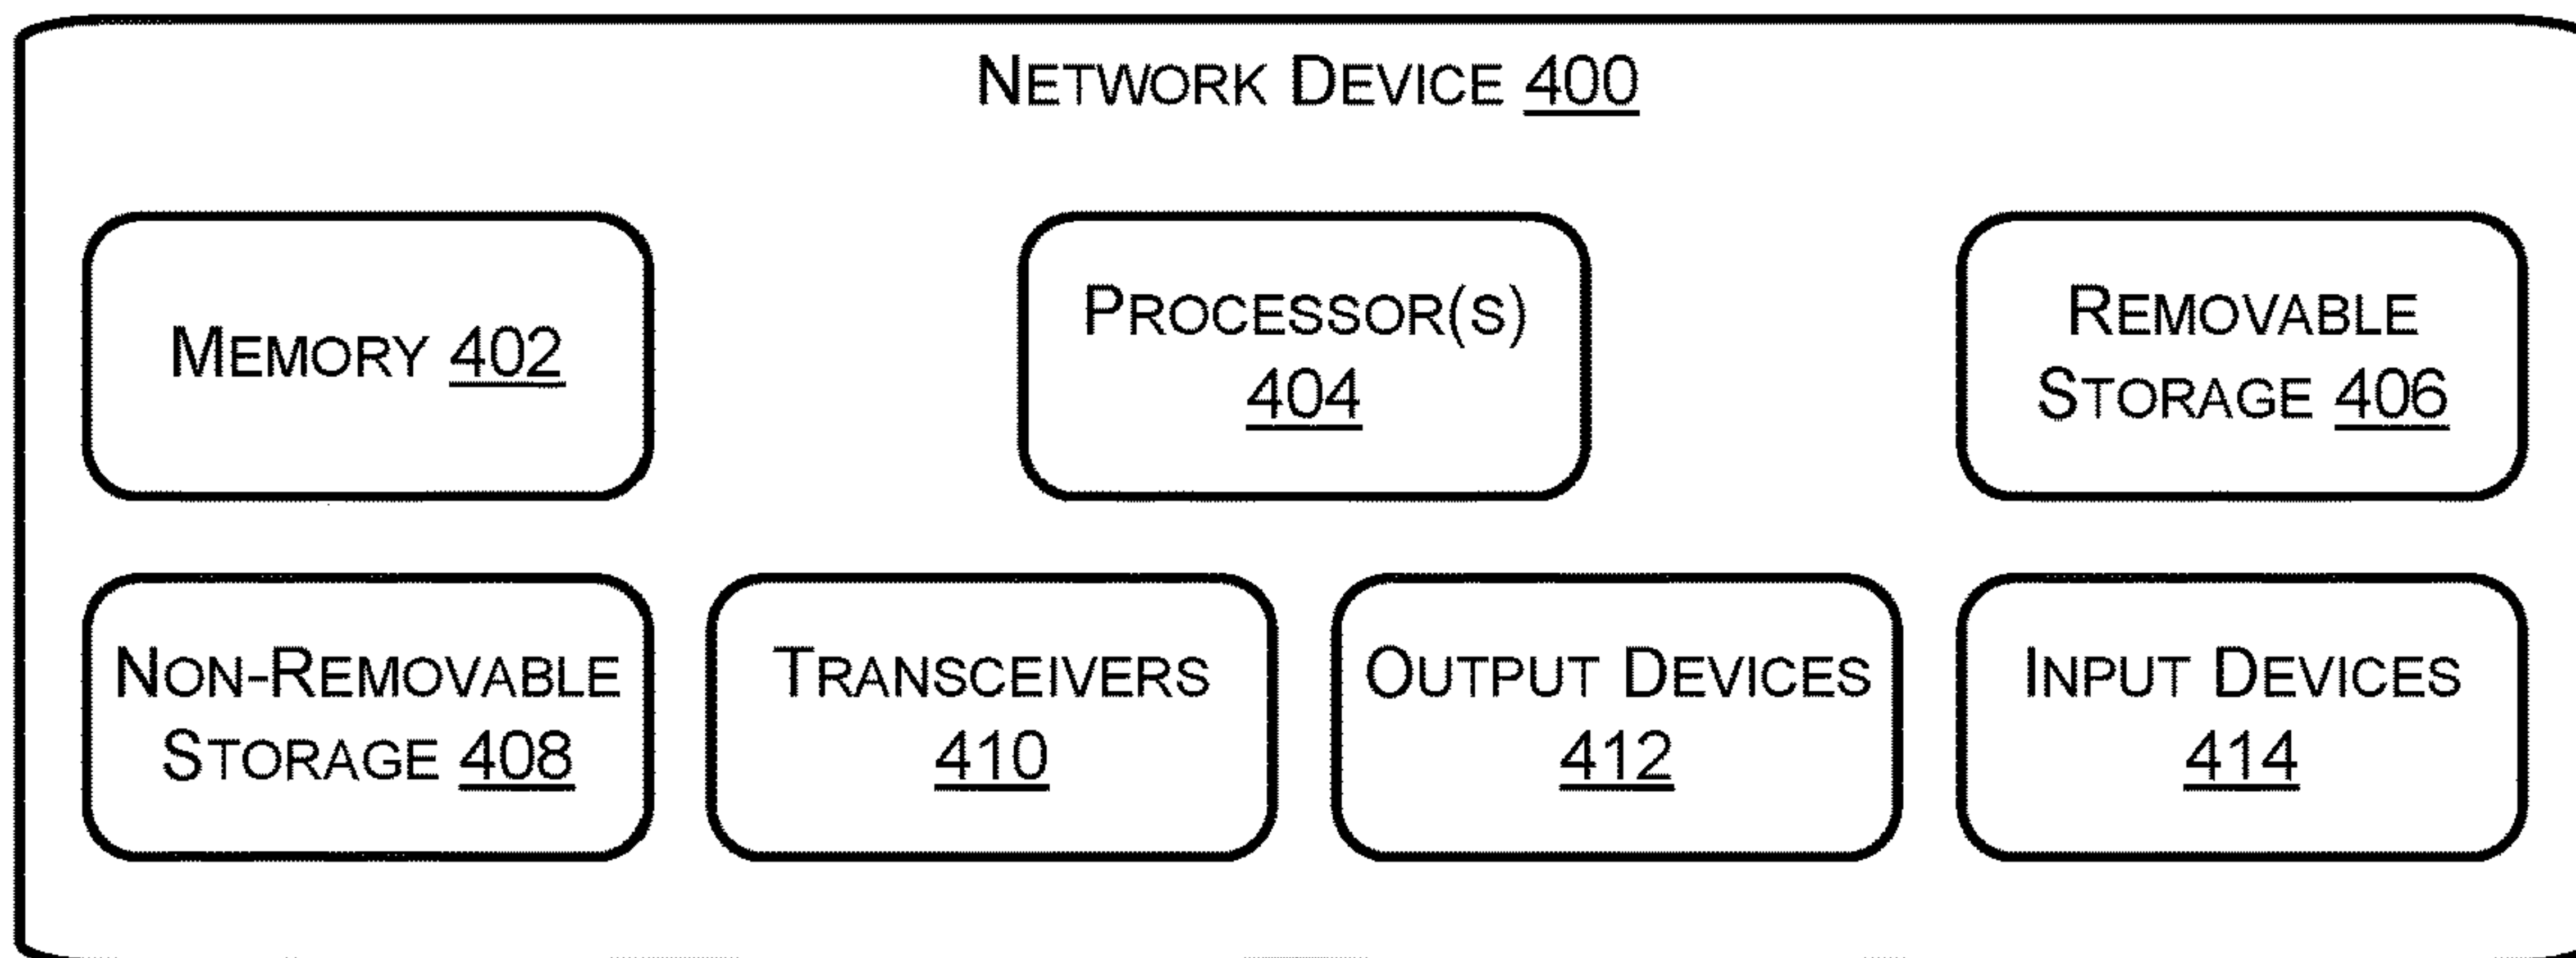 NETWORK DEVICE 400
MEMORY 402
PROCESSOR(S)
404
REMOVABLE
STORAGE 406
NON-REMOVABLE
STORAGE 408
TRANSCEIVERS
410
OUTPUT DEVICES
412
INPUT DEVICES
414